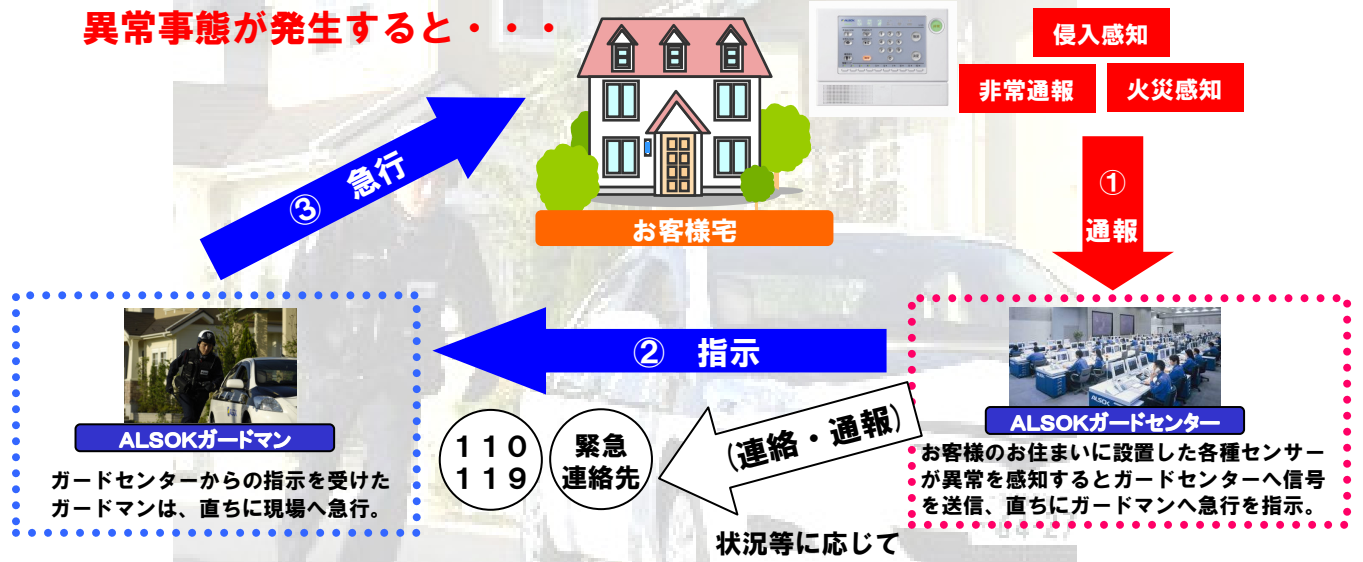 異常事態が発生すると・・・
侵入感知
非常通報
火災感知
①
通報
③ 急行
お客様宅
② 指示
ALSOK
ALSOKガードマン
ガードセンターからの指示を受けた
ガードマンは、直ちに現場へ急行。
１１０
１１９
緊急
連絡先
(連絡・通報)
状況等に応じて
ALSOKガードセンター
お客様のお住まいに設置した各種センサー
が異常を感知するとガードセンターへ信号
を送信、直ちにガードマンへ急行を指示。